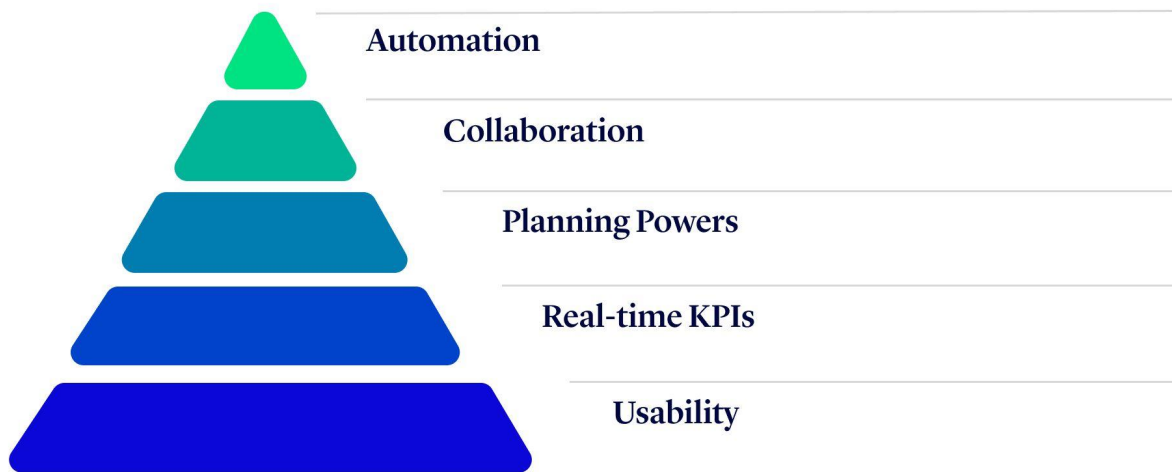 Automation
Collaboration
Planning Powers
Real-time KPIs
Usability